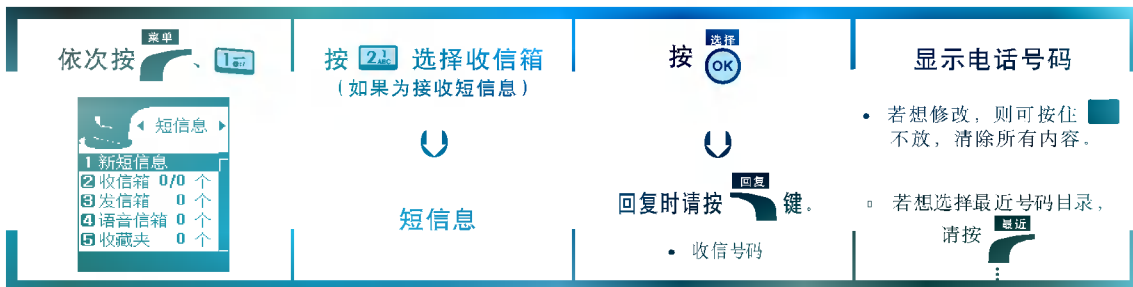 菜单
依次按 、 1
短信息
1 新短信息
2 收信箱 0/0 个
3 发信箱 0 个
4 语音信箱 0 个
5 收藏夹 0 个
按 2 ABC 选择收信箱
(如果为接收短信息)
短信息
选择
按 OK
回复
回复时请按 键.
• 收信号码
显示电话号码
• 若想修改, 则可按住
不放, 清除所有内容.
▫ 若想选择最近号码目录,
最近
请按